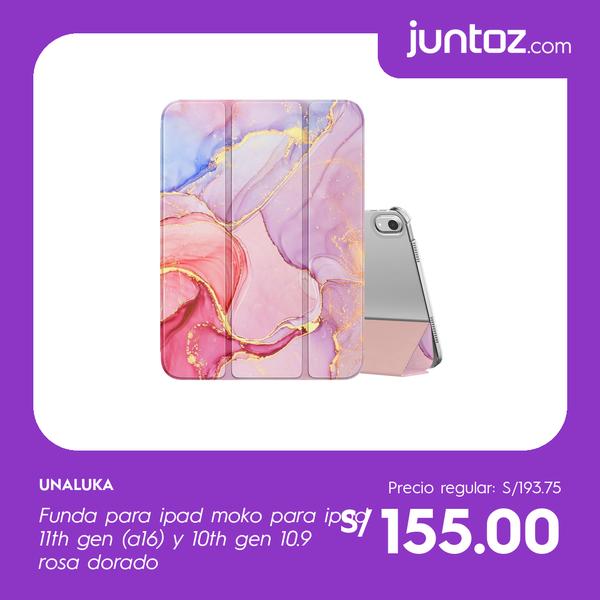 juntoz.com
UNALUKA
Precio regular: S/193.75
Funda para ipad moko para ipad
11th gen (a16) y 10th gen 10.9
rosa dorado
S/ 155.00